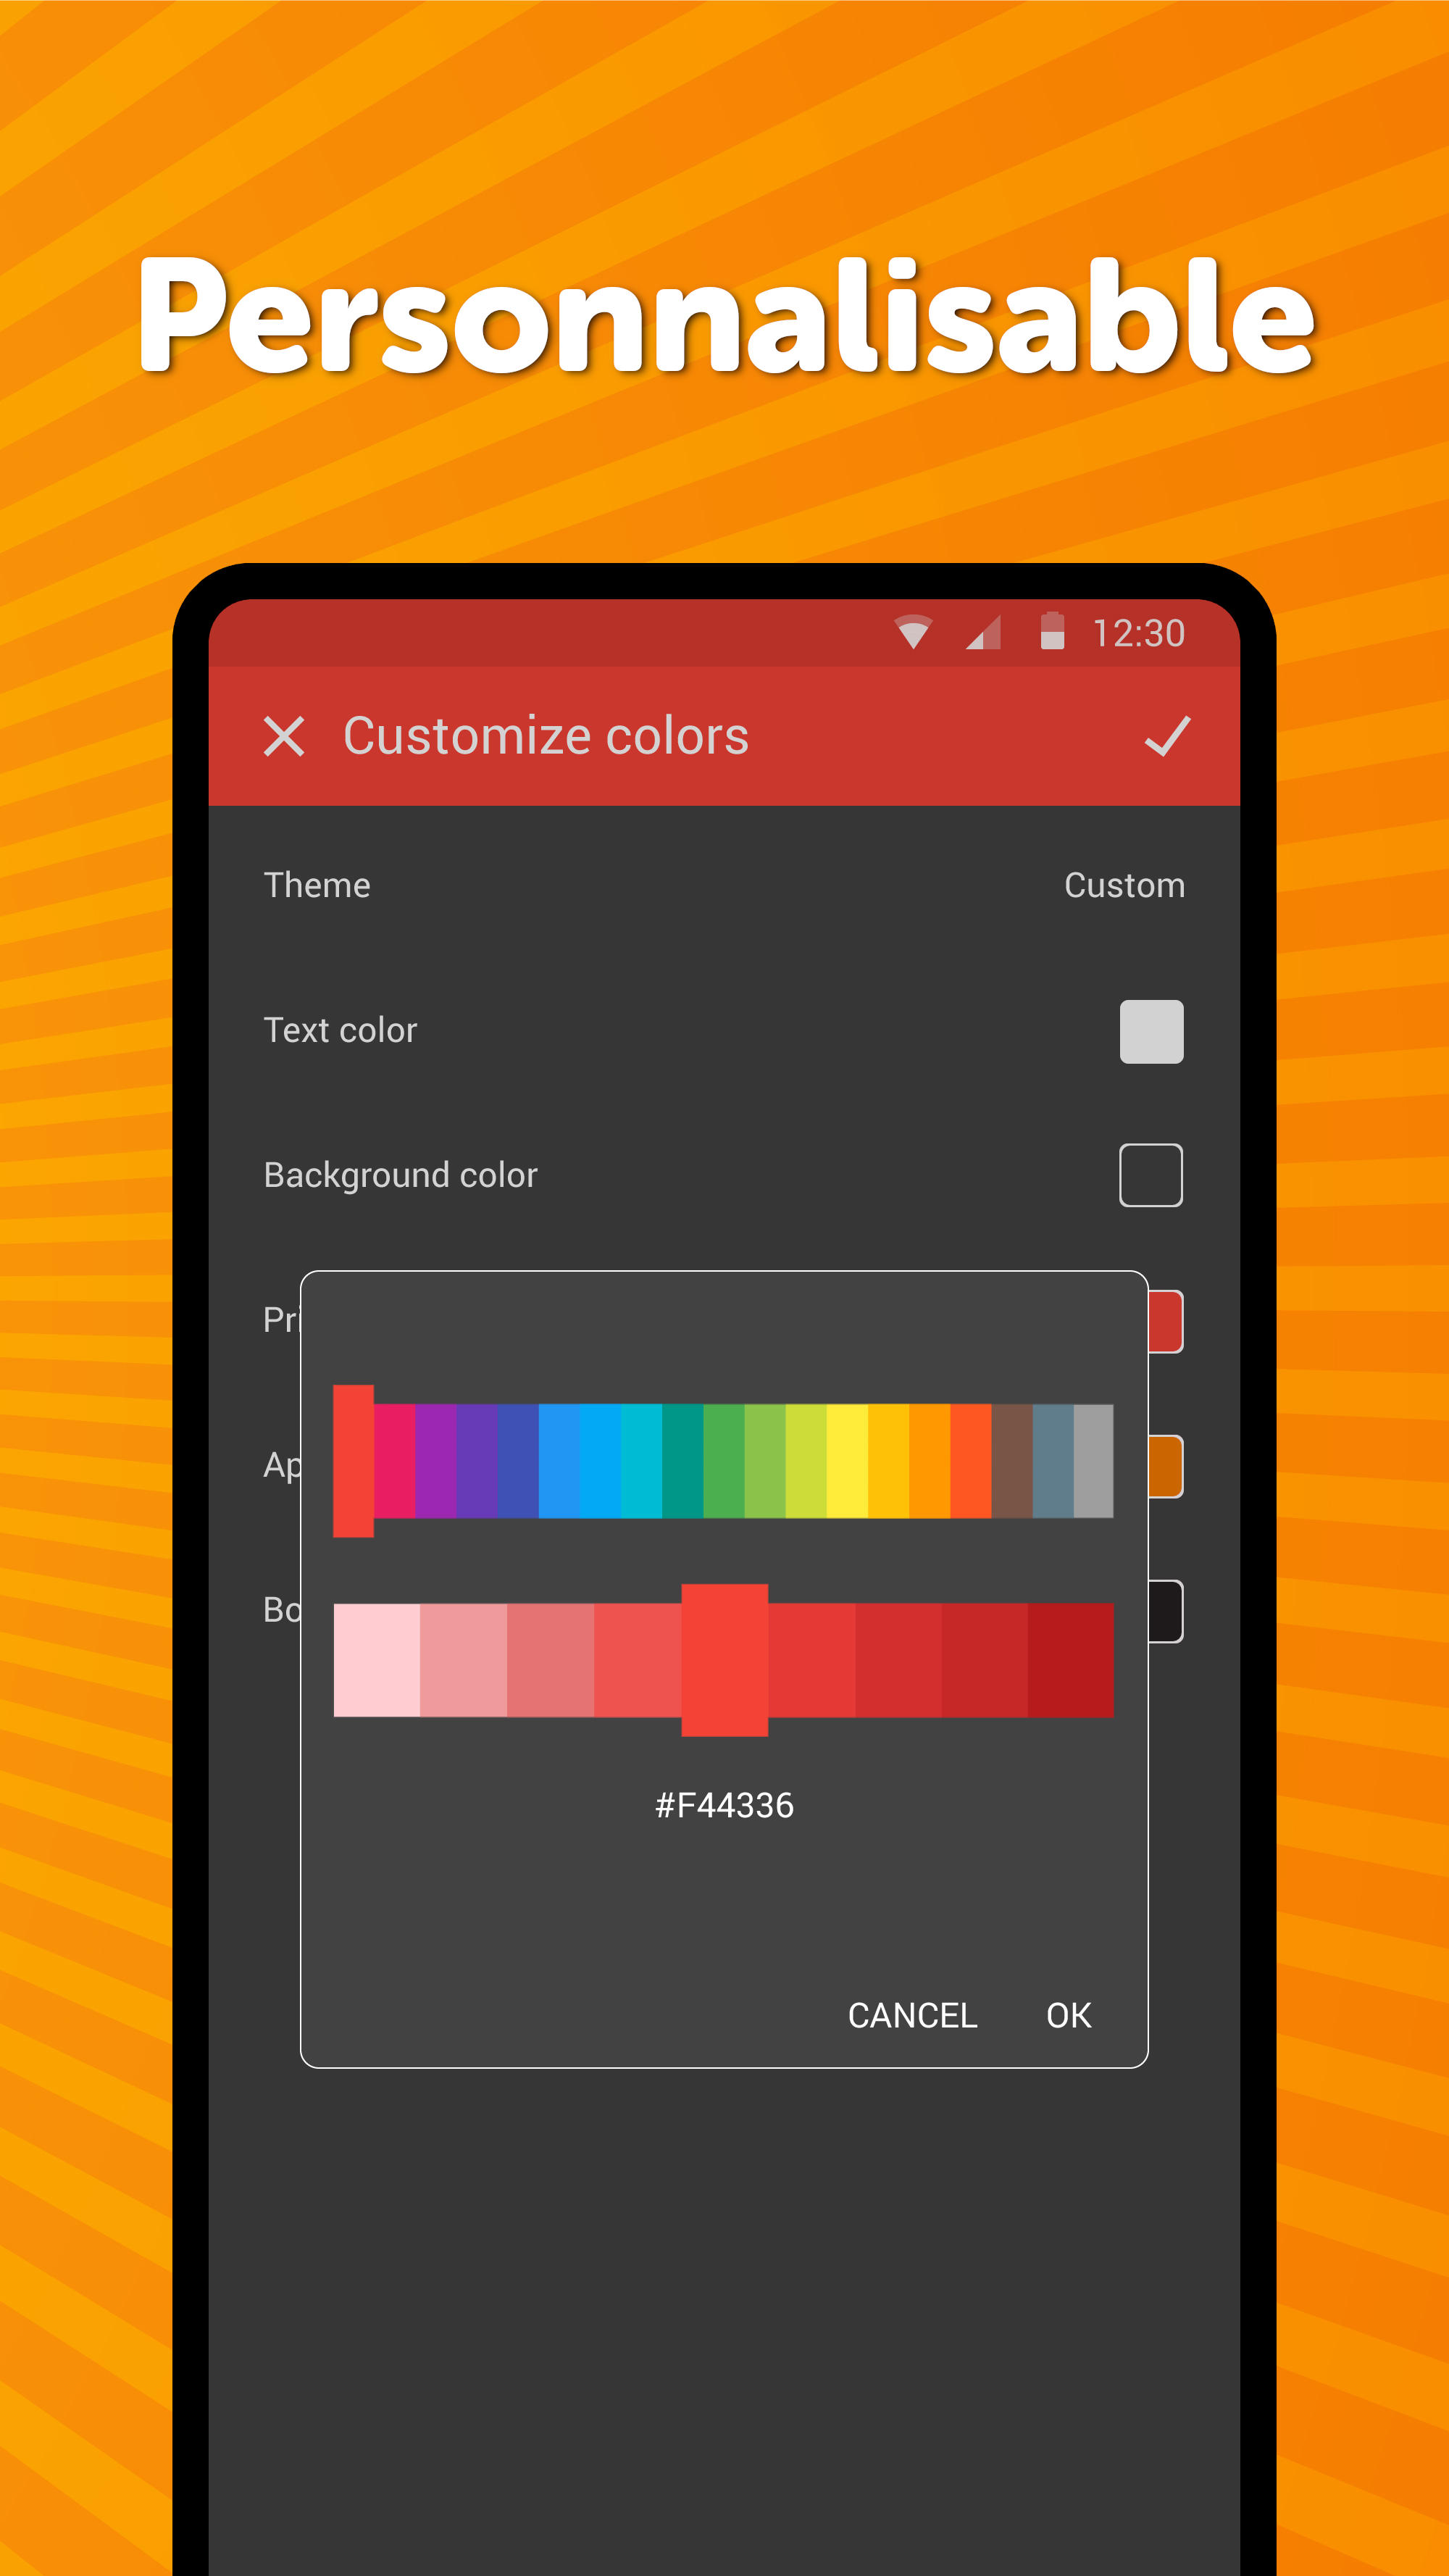 Personnalisable
12:30
Customize colors
Theme
Custom
Text color
Background color
Pri
Ap
Bo
#F44336
CANCEL
OK